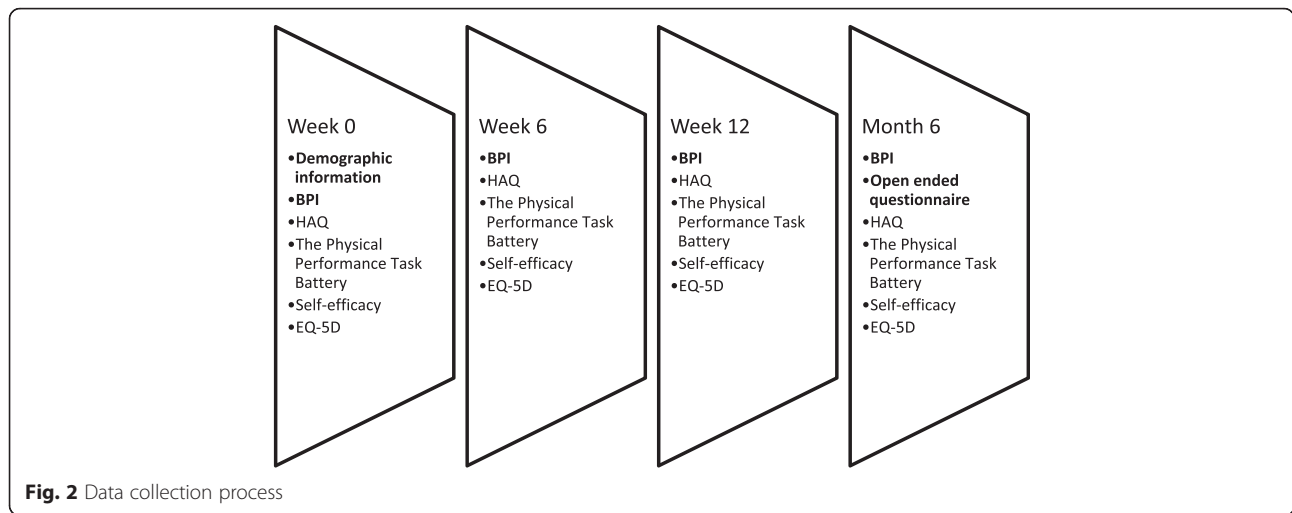 Week 0
•Demographic
information
•BPI
•HAQ
•The Physical
Performance Task
Battery
•Self-efficacy
•EQ-5D
Week 6
•BPI
•HAQ
•The Physical
Performance Task
Battery
•Self-efficacy
•EQ-5D
Week 12
•BPI
•HAQ
•The Physical
Performance Task
Battery
•Self-efficacy
•EQ-5D
Month 6
•BPI
•Open ended
questionnaire
•HAQ
•The Physical
Performance Task
Battery
•Self-efficacy
•EQ-5D
Fig. 2 Data collection process